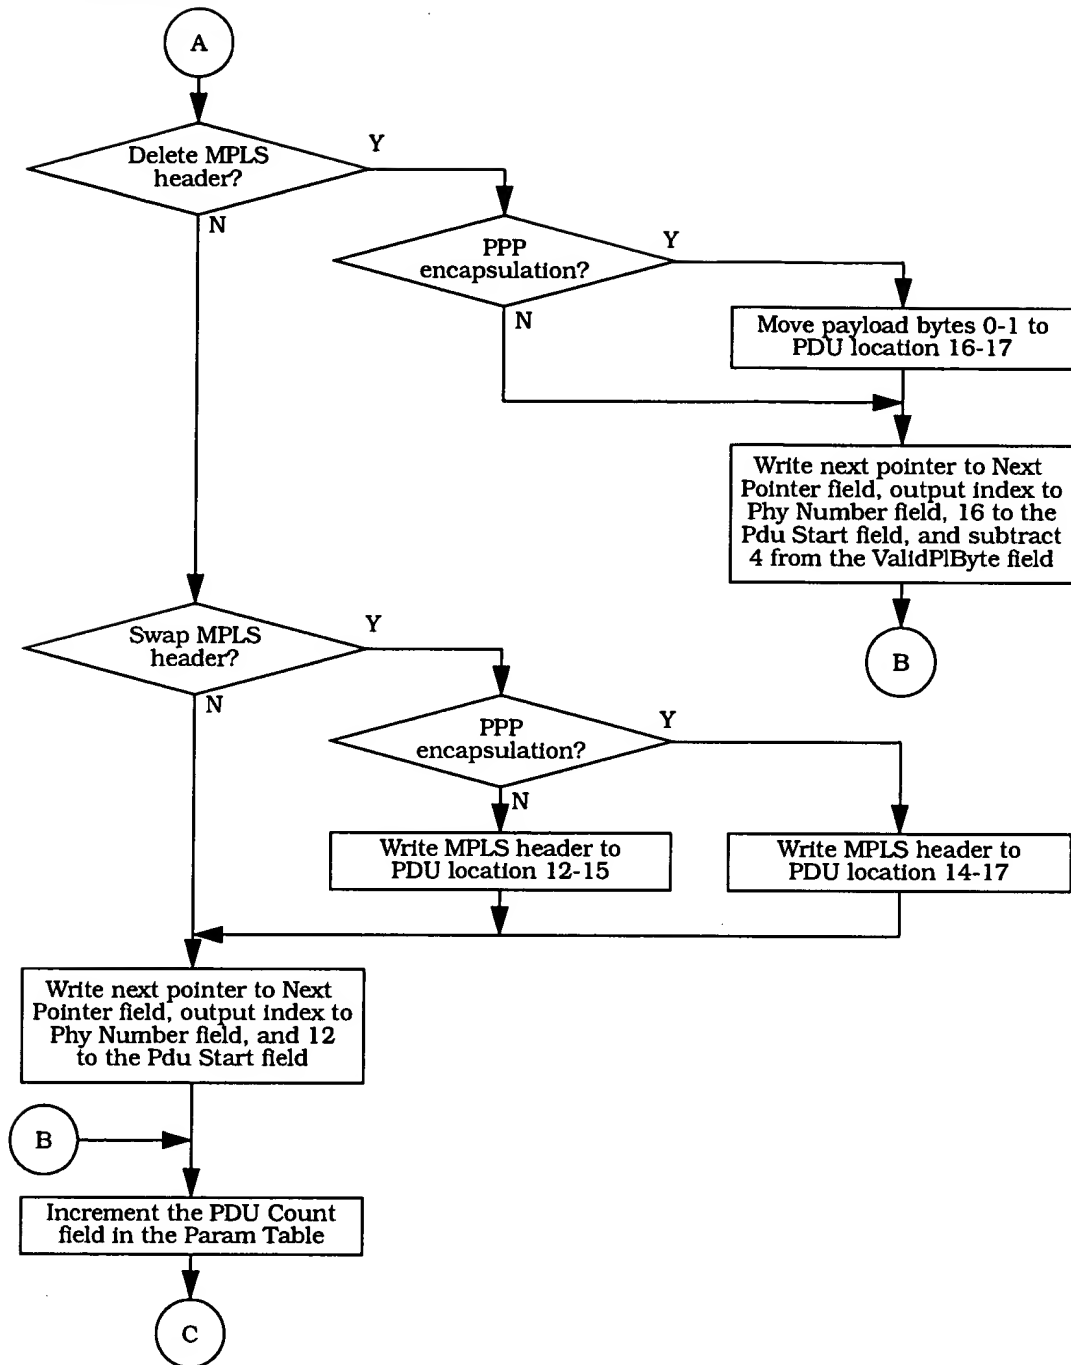 A
Delete MPLS
header?
Y
N
PPP
encapsulation?
Y
N
Move payload bytes 0-1 to
PDU location 16-17
Write next pointer to Next
Pointer field, output index to
Phy Number field, 16 to the
Pdu Start field, and subtract
4 from the ValidPlByte field
B
Swap MPLS
header?
Y
N
PPP
encapsulation?
Y
N
Write MPLS header to
PDU location 12-15
Write MPLS header to
PDU location 14-17
Write next pointer to Next
Pointer field, output index to
Phy Number field, and 12
to the Pdu Start field
B
Increment the PDU Count
field in the Param Table
C